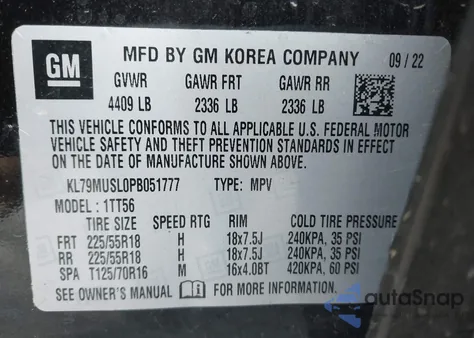 GM
MFD BY GM KOREA COMPANY 09 / 22
GVWR GAWR FRT GAWR RR
4409 LB 2336 LB 2336 LB
THIS VEHICLE CONFORMS TO ALL APPLICABLE U.S. FEDERAL MOTOR
VEHICLE SAFETY AND THEFT PREVENTION STANDARDS IN EFFECT
ON THE DATE OF MANUFACTURE SHOWN ABOVE.
KL79MUSL0PB051777 TYPE: MPV
MODEL : 1TT56
TIRE SIZE SPEED RTG RIM COLD TIRE PRESSURE
FRT 225/55R18 H 18x7.5J 240KPA, 35 PSI
RR 225/55R18 H 18x7.5J 240KPA, 35 PSI
SPA T125/70R16 M 16x4.0BT 420KPA, 60 PSI
SEE OWNER'S MANUAL FOR MORE INFORMATION.
autaSnap